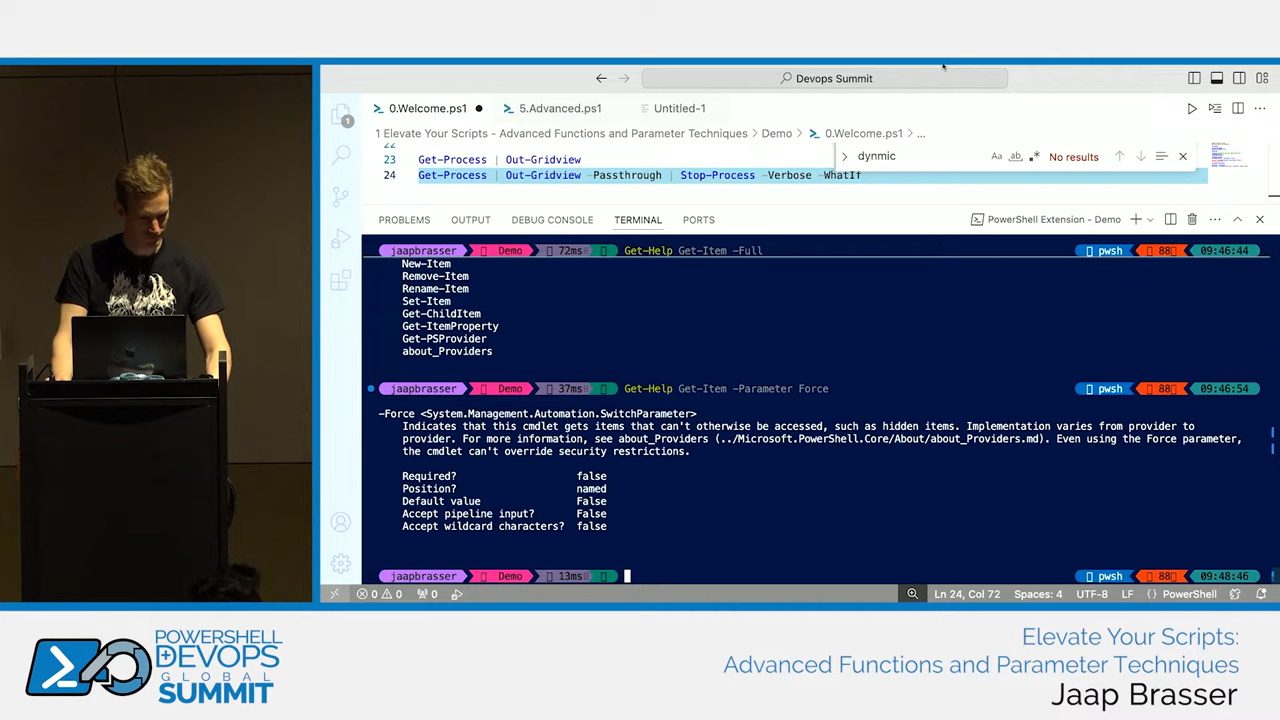 Devops Summit
0.Welcome.ps1
5.Advanced.ps1
Untitled-1
1 Elevate Your Scripts - Advanced Functions and Parameter Techniques > Demo > 0.Welcome.ps1 > ...
dynmic
Aa
ab
No results
22
23 Get-Process | Out-Gridview
24 Get-Process | Out-Gridview -Passthrough | Stop-Process -Verbose -WhatIf
PROBLEMS OUTPUT DEBUG CONSOLE TERMINAL PORTS
PowerShell Extension - Demo
jaapbrasser Demo 72ms Get-Help Get-Item -Full pwsh 88 09:46:44
New-Item
Remove-Item
Rename-Item
Set-Item
Get-ChildItem
Get-ItemProperty
Get-PSProvider
about_Providers
jaapbrasser Demo 37ms Get-Help Get-Item -Parameter Force pwsh 88 09:46:54
-Force <System.Management.Automation.SwitchParameter>
Indicates that this cmdlet gets items that can't otherwise be accessed, such as hidden items. Implementation varies from provider to
provider. For more information, see about_Providers (../Microsoft.PowerShell.Core/About/about_Providers.md). Even using the Force parameter,
the cmdlet can't override security restrictions.
Required? false
Position? named
Default value False
Accept pipeline input? False
Accept wildcard characters? false
jaapbrasser Demo 13ms pwsh 88 09:48:46
0 0 0 Ln 24, Col 72 Spaces: 4 UTF-8 LF {} PowerShell
1
POWERSHELL
DEVOPS
GLOBAL
SUMMIT
Elevate Your Scripts:
Advanced Functions and Parameter Techniques
Jaap Brasser